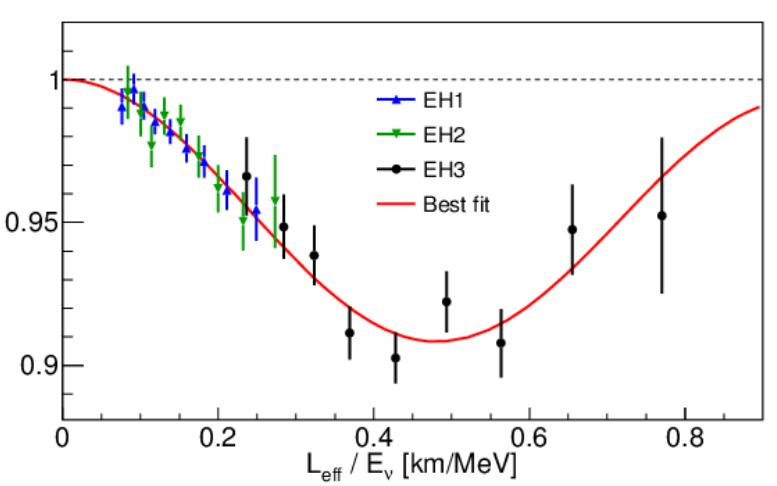 1
0.95
0.9
EH1
EH2
EH3
Best fit
0 0.2 0.4 0.6 0.8
L_eff / E_ν [km/MeV]